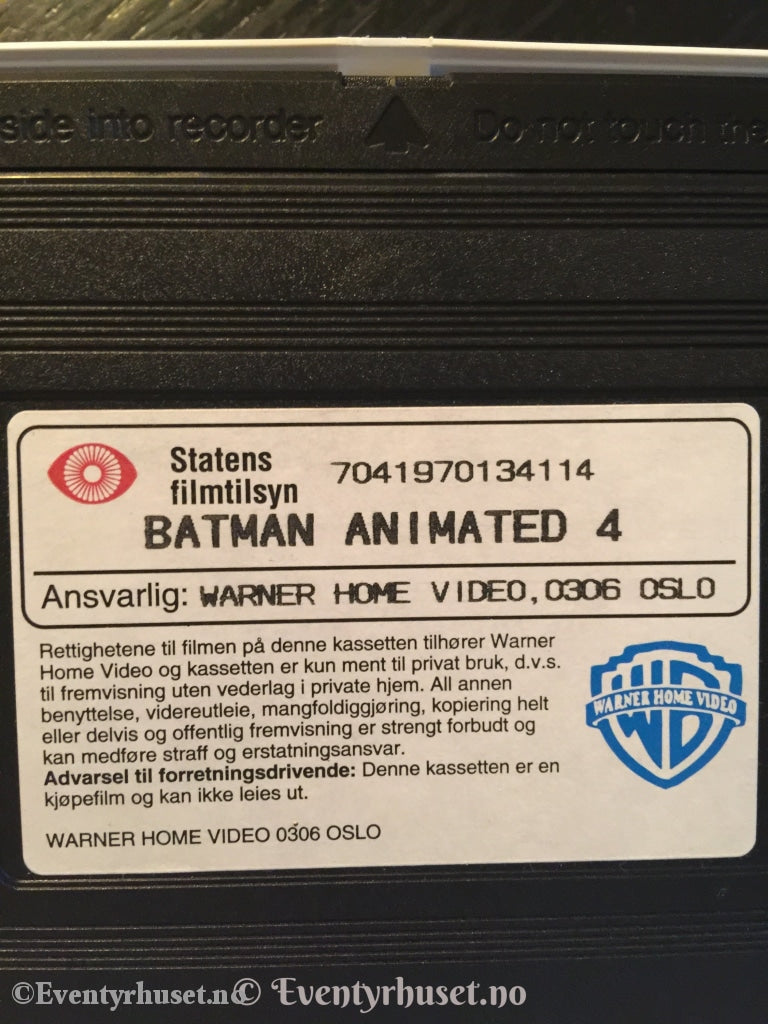 side into recorder Do not touch the
Statens
filmtilsyn
7041970134114
BATMAN ANIMATED 4
Ansvarlig: WARNER HOME VIDEO, 0306 OSLO
Rettighetene til filmen på denne kassetten tilhører Warner
Home Video og kassetten er kun ment til privat bruk, d.v.s.
til fremvisning uten vederlag i private hjem. All annen
benyttelse, videreutleie, mangfoldiggjøring, kopiering helt
eller delvis og offentlig fremvisning er strengt forbudt og
kan medføre straff og erstatningsansvar.
Advarsel til forretningsdrivende: Denne kassetten er en
kjøpefilm og kan ikke leies ut.
WB
WARNER HOME VIDEO
WARNER HOME VIDEO 0306 OSLO
©Eventyrhuset.no
© Eventyrhuset.no